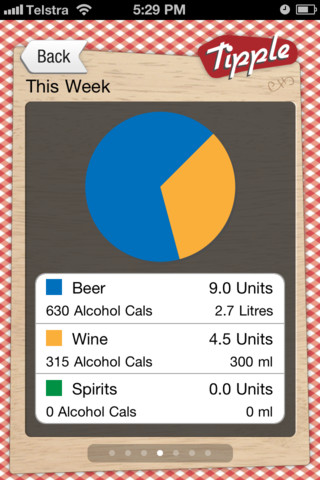 Telstra 5:29 PM
Back
Tipple
This Week
Beer 9.0 Units
630 Alcohol Cals 2.7 Litres
Wine 4.5 Units
315 Alcohol Cals 300 ml
Spirits 0.0 Units
0 Alcohol Cals 0 ml